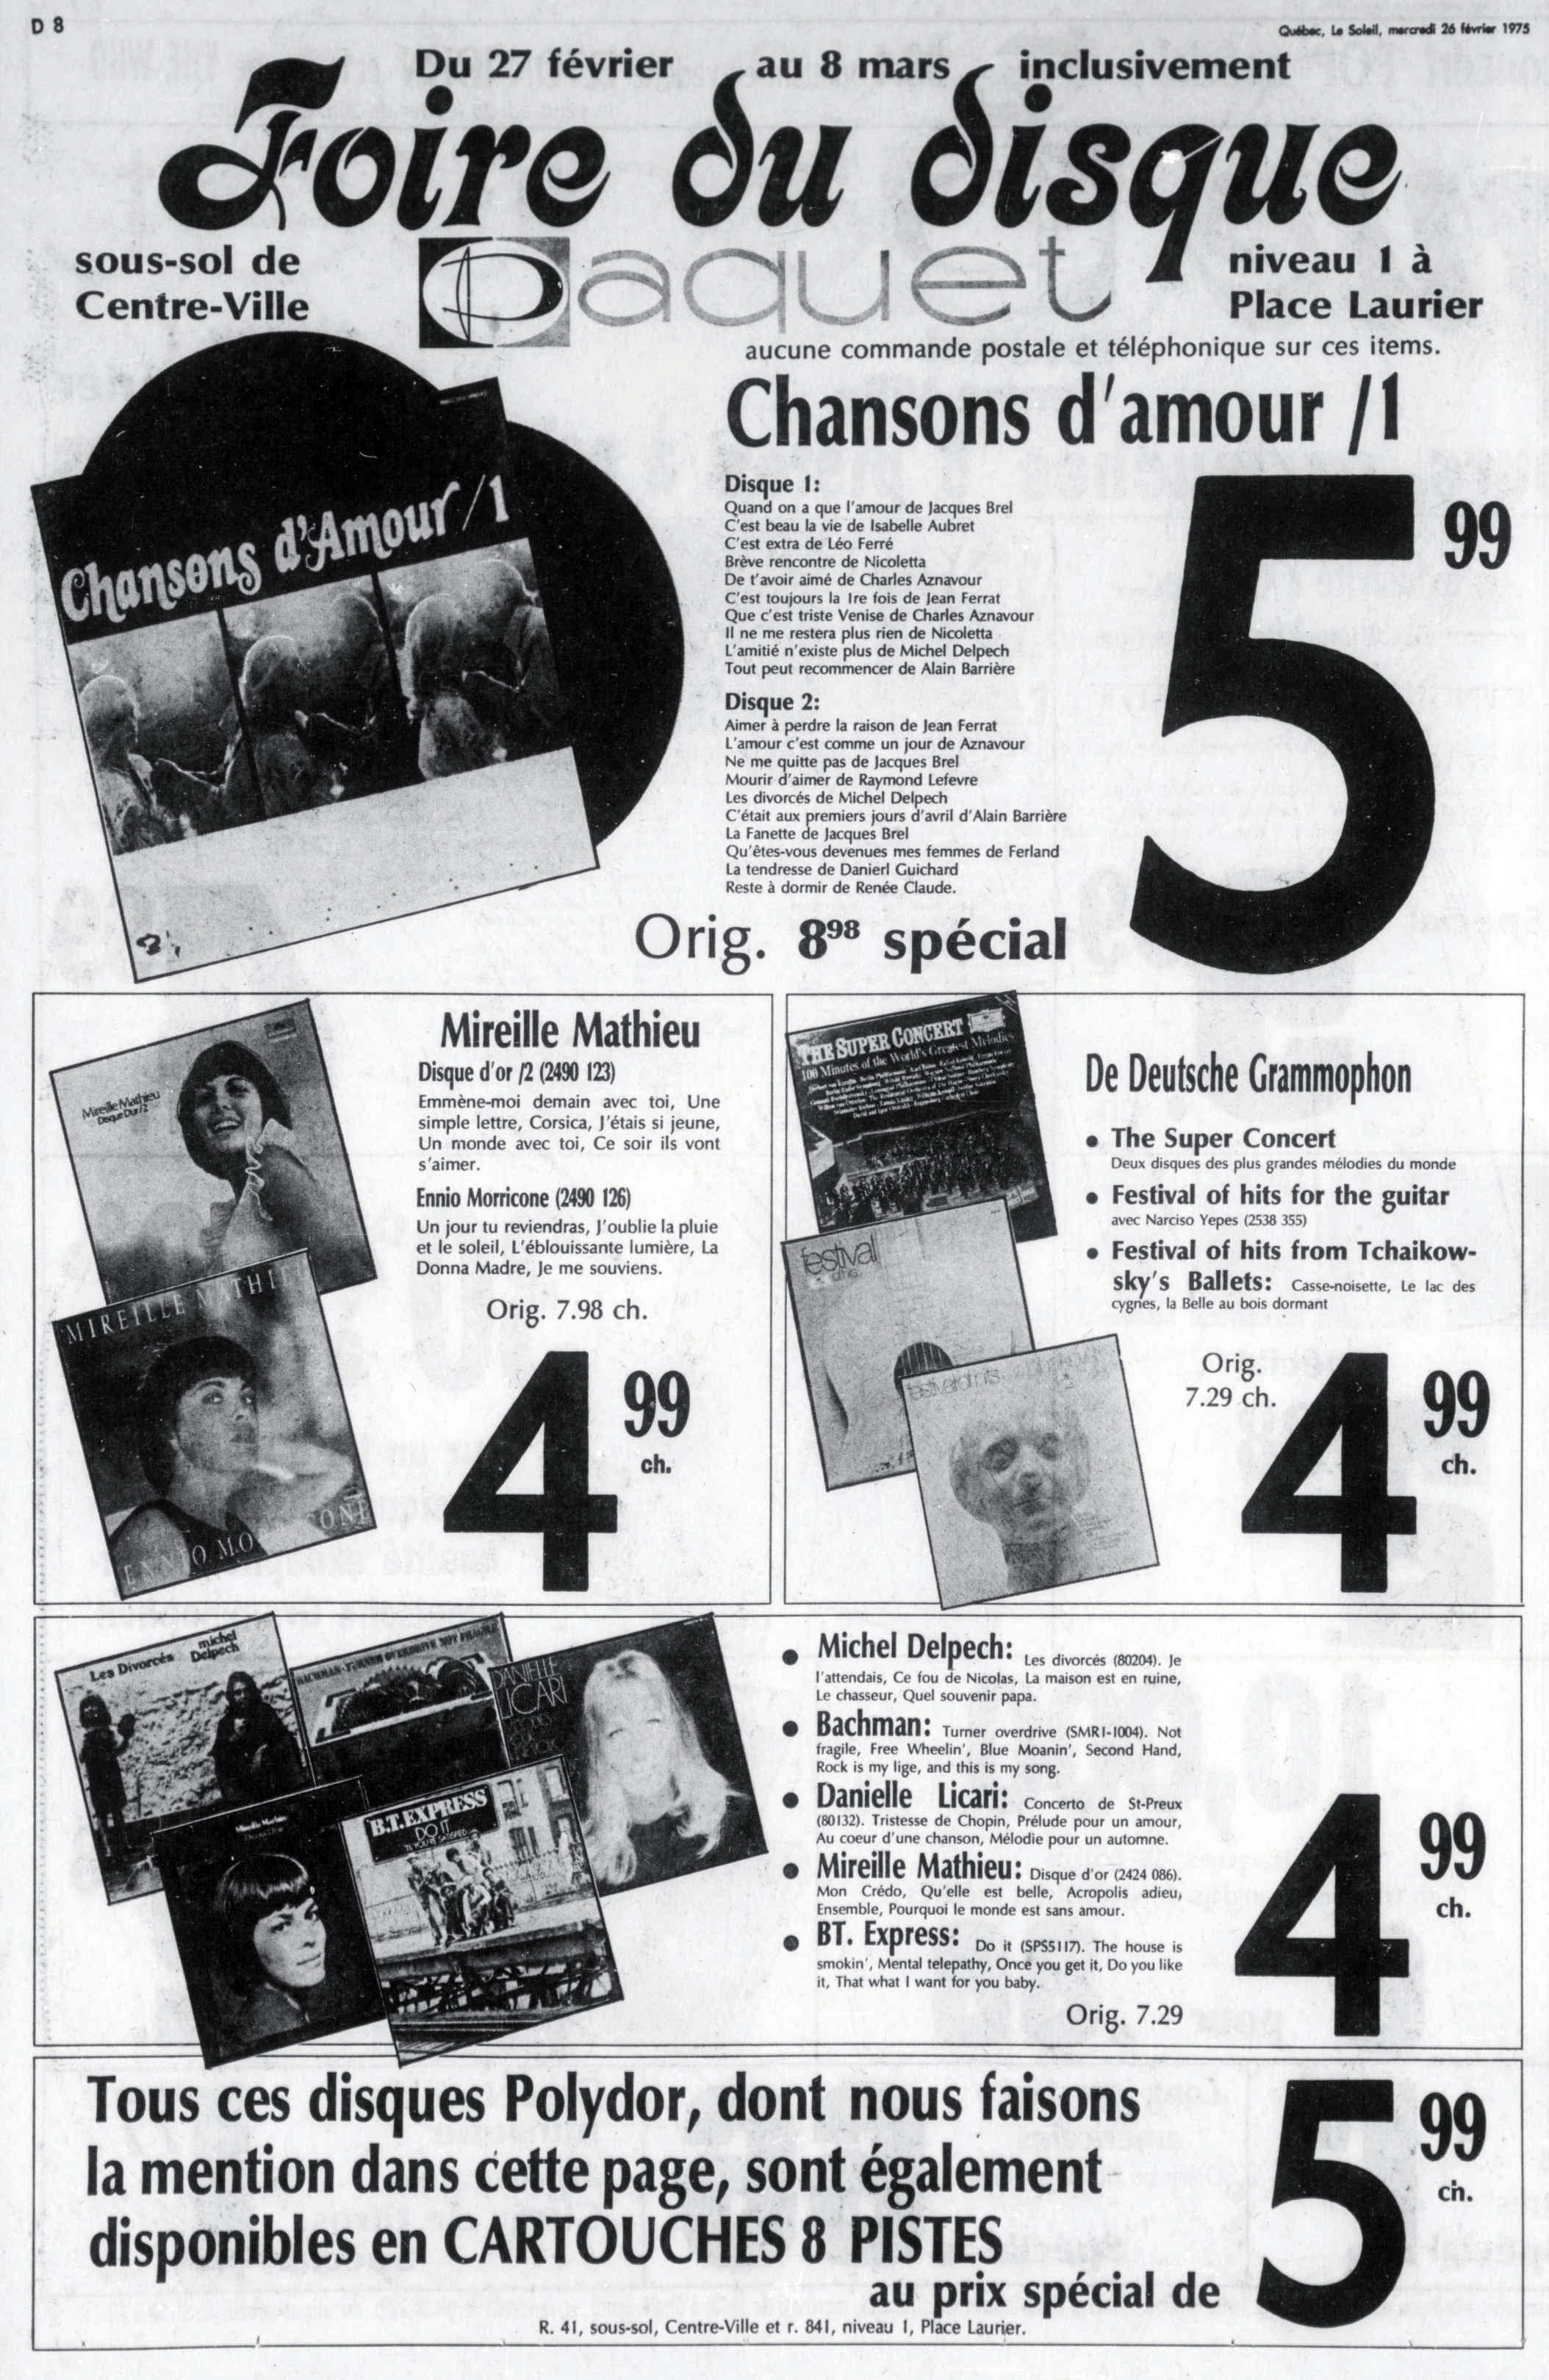 D 8
Québec, Le Soleil, mercredi 26 février 1975
Du 27 février au 8 mars inclusivement
Foire du disque
sous-sol de
Centre-Ville
Paquet
niveau 1 à
Place Laurier
aucune commande postale et téléphonique sur ces items.
Chansons d'Amour/1
Chansons d'amour /1
Disque 1:
Quand on a que l'amour de Jacques Brel
C'est beau la vie de Isabelle Aubret
C'est extra de Léo Ferré
Brève rencontre de Nicoletta
De t'avoir aimé de Charles Aznavour
C'est toujours la 1re fois de Jean Ferrat
Que c'est triste Venise de Charles Aznavour
Il ne me restera plus rien de Nicoletta
L'amitié n'existe plus de Michel Delpech
Tout peut recommencer de Alain Barrière
Disque 2:
Aimer à perdre la raison de Jean Ferrat
L'amour c'est comme un jour de Aznavour
Ne me quitte pas de Jacques Brel
Mourir d'aimer de Raymond Lefevre
Les divorcés de Michel Delpech
C'était aux premiers jours d'avril d'Alain Barrière
La Fanette de Jacques Brel
Qu'êtes-vous devenues mes femmes de Ferland
La tendresse de Danierl Guichard
Reste à dormir de Renée Claude.
Orig. 8 98 spécial
5 99
Mireille Mathieu
Disque D'or/2
MIREILLE MATHI
ENNIO MO CONE
Mireille Mathieu
Disque d'or /2 (2490 123)
Emmène-moi demain avec toi, Une
simple lettre, Corsica, J'étais si jeune,
Un monde avec toi, Ce soir ils vont
s'aimer.
Ennio Morricone (2490 126)
Un jour tu reviendras, J'oublie la pluie
et le soleil, L'éblouissante lumière, La
Donna Madre, Je me souviens.
Orig. 7.98 ch.
4 99
ch.
THE SUPER CONCERT
100 Minutes of the World's Greatest Melodies
festival
of hits
festival of hits
De Deutsche Grammophon
● The Super Concert
Deux disques des plus grandes mélodies du monde
● Festival of hits for the guitar
avec Narciso Yepes (2538 355)
● Festival of hits from Tchaikow-
sky's Ballets: Casse-noisette, Le lac des
cygnes, la Belle au bois dormant
Orig.
7.29 ch.
4 99
ch.
Les Divorcés
michel
Delpech
BACHMAN-TURNER OVERDRIVE NOT FRAGILE
DANIELLE
LICARI
Mireille Mathieu
B.T.EXPRESS
DO IT
'TIL YOU'RE SATISFIED
● Michel Delpech: Les divorcés (80204). Je
l'attendais, Ce fou de Nicolas, La maison est en ruine,
Le chasseur, Quel souvenir papa.
● Bachman: Turner overdrive (SMR1-1004). Not
fragile, Free Wheelin', Blue Moanin', Second Hand,
Rock is my lige, and this is my song.
● Danielle Licari: Concerto de St-Preux
(80132). Tristesse de Chopin, Prélude pour un amour,
Au coeur d'une chanson, Mélodie pour un automne.
● Mireille Mathieu: Disque d'or (2424 086).
Mon Crédo, Qu'elle est belle, Acropolis adieu,
Ensemble, Pourquoi le monde est sans amour.
● BT. Express: Do it (SPS5117). The house is
smokin', Mental telepathy, Once you get it, Do you like
it, That what I want for you baby.
Orig. 7.29
4 99
ch.
Tous ces disques Polydor, dont nous faisons
la mention dans cette page, sont également
disponibles en CARTOUCHES 8 PISTES
au prix spécial de
5 99
ch.
R. 41, sous-sol, Centre-Ville et r. 841, niveau 1, Place Laurier.